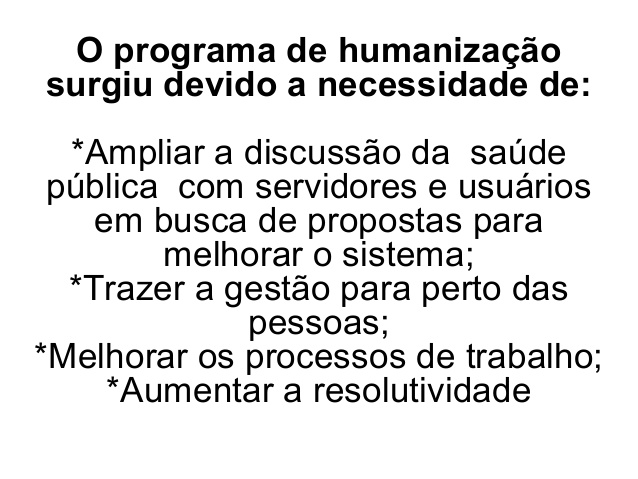 O programa de humanização
surgiu devido a necessidade de:
*Ampliar a discussão da  saúde
pública  com servidores e usuários
em busca de propostas para
melhorar o sistema;
*Trazer a gestão para perto das
pessoas;
*Melhorar os processos de trabalho;
*Aumentar a resolutividade